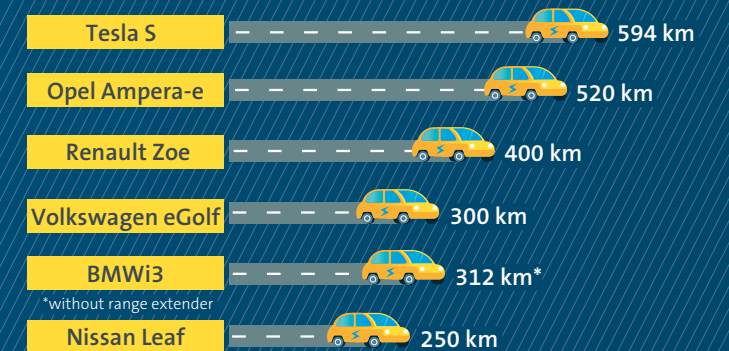 Tesla S 594 km
Opel Ampera-e 520 km
Renault Zoe 400 km
Volkswagen eGolf 300 km
BMWi3 312 km*
*without range extender
Nissan Leaf 250 km